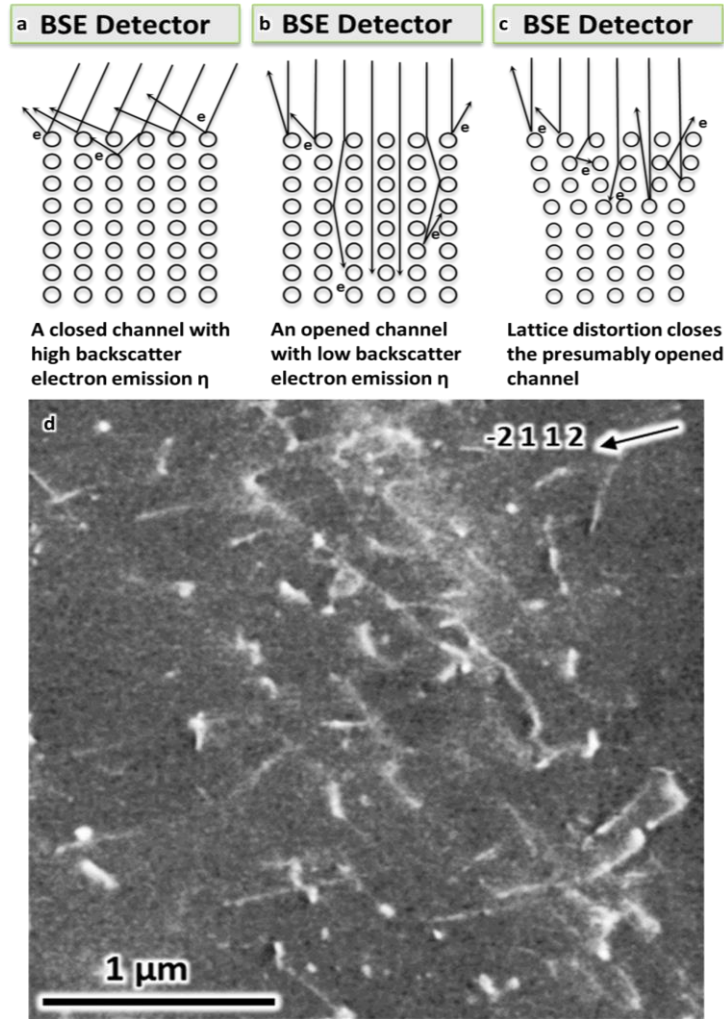 a BSE Detector
b BSE Detector
c BSE Detector
e
e
e
e
e
e
e
e
e
e
A closed channel with
high backscatter
electron emission η
An opened channel
with low backscatter
electron emission η
Lattice distortion closes
the presumably opened
channel
d
-2 1 1 2
1 μm